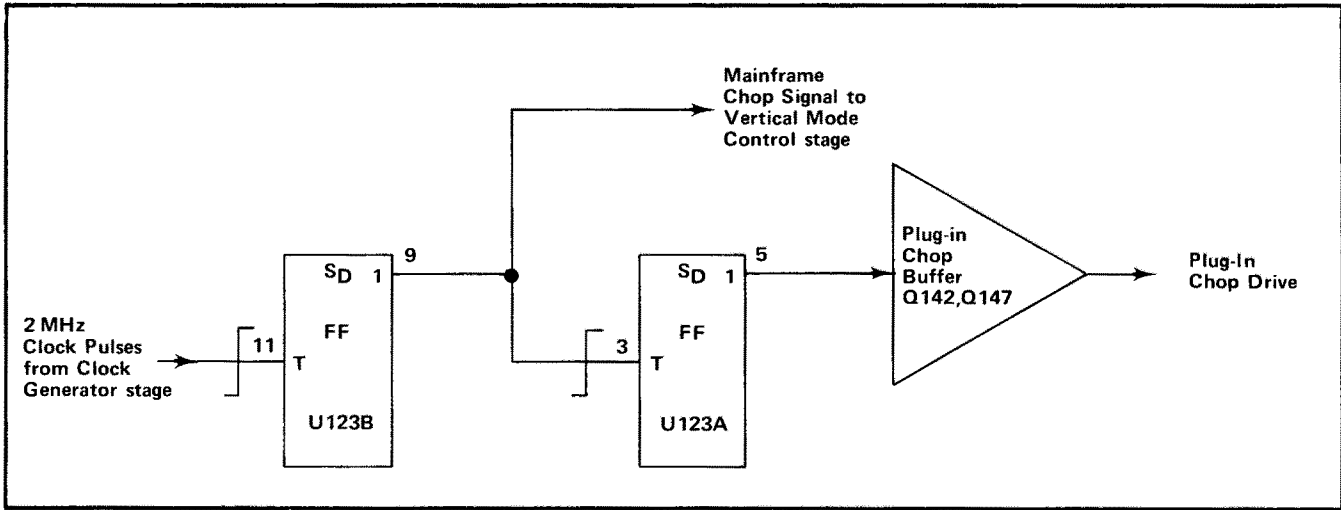 Mainframe
Chop Signal to
Vertical Mode
Control stage
2 MHz
Clock Pulses
from Clock
Generator stage
11
SD 1
9
FF
T
U123B
3
SD 1
5
FF
T
U123A
Plug-in
Chop
Buffer
Q142,Q147
Plug-In
Chop Drive